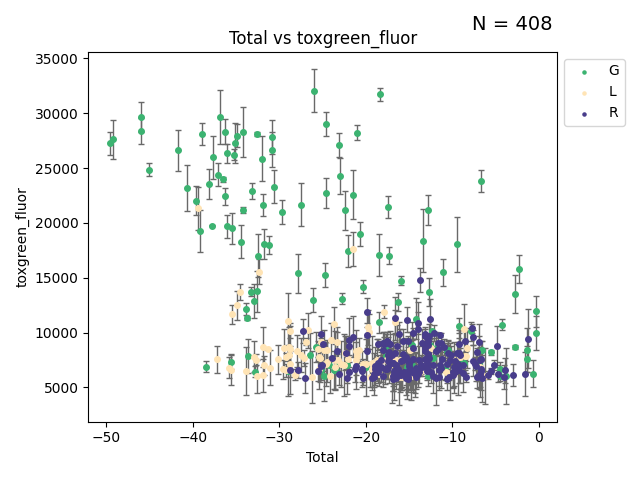 N = 408
Total vs toxgreen_fluor
35000
30000
25000
20000
15000
10000
5000
toxgreen_fluor
−50 −40 −30 −20 −10 0
Total
G
L
R